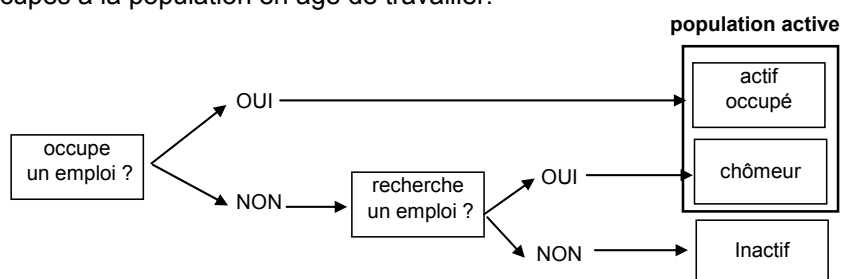 à la population en âge de travailler.
population active
actif
occupé
OUI
occupe
un emploi ?
chômeur
recherche
un emploi ?
OUI
NON
NON
Inactif